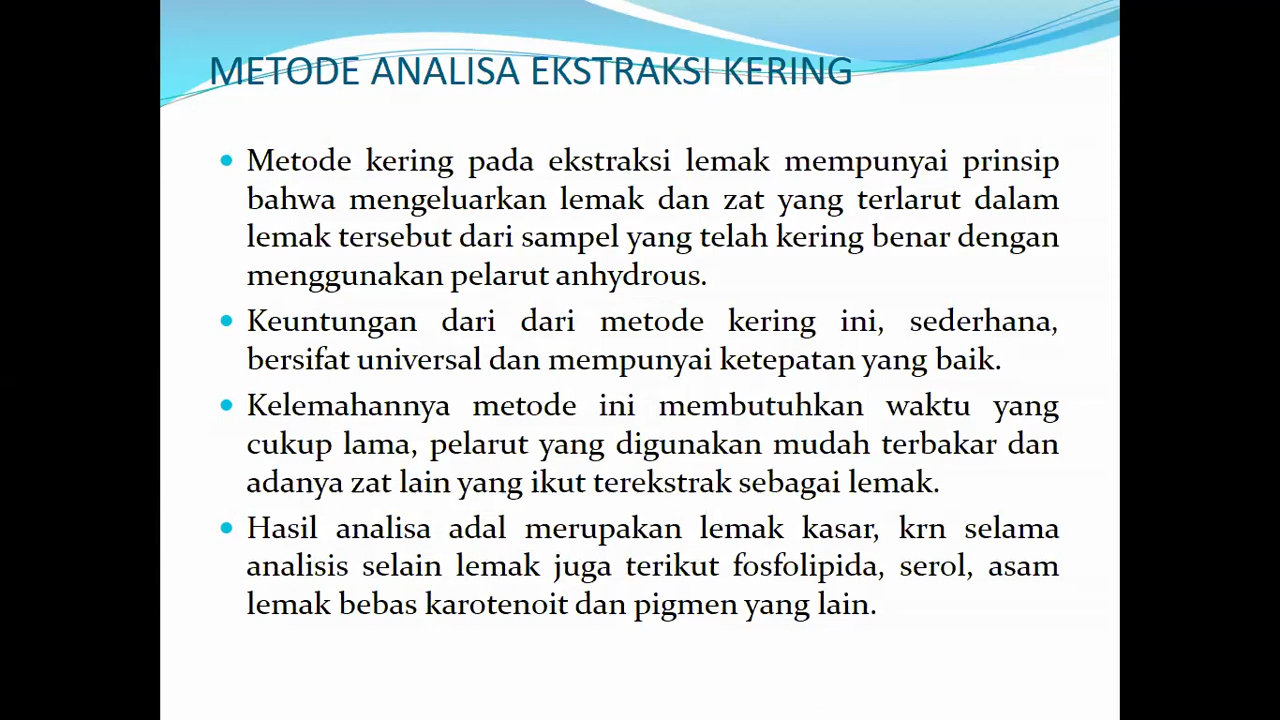 METODE ANALISA EKSTRAKSI KERING
Metode kering pada ekstraksi lemak mempunyai prinsip
bahwa mengeluarkan lemak dan zat yang terlarut dalam
lemak tersebut dari sampel yang telah kering benar dengan
menggunakan pelarut anhydrous.
Keuntungan dari dari metode kering ini, sederhana,
bersifat universal dan mempunyai ketepatan yang baik.
Kelemahannya metode ini membutuhkan waktu yang
cukup lama, pelarut yang digunakan mudah terbakar dan
adanya zat lain yang ikut terekstrak sebagai lemak.
Hasil analisa adal merupakan lemak kasar, krn selama
analisis selain lemak juga terikut fosfolipida, serol, asam
lemak bebas karotenoit dan pigmen yang lain.